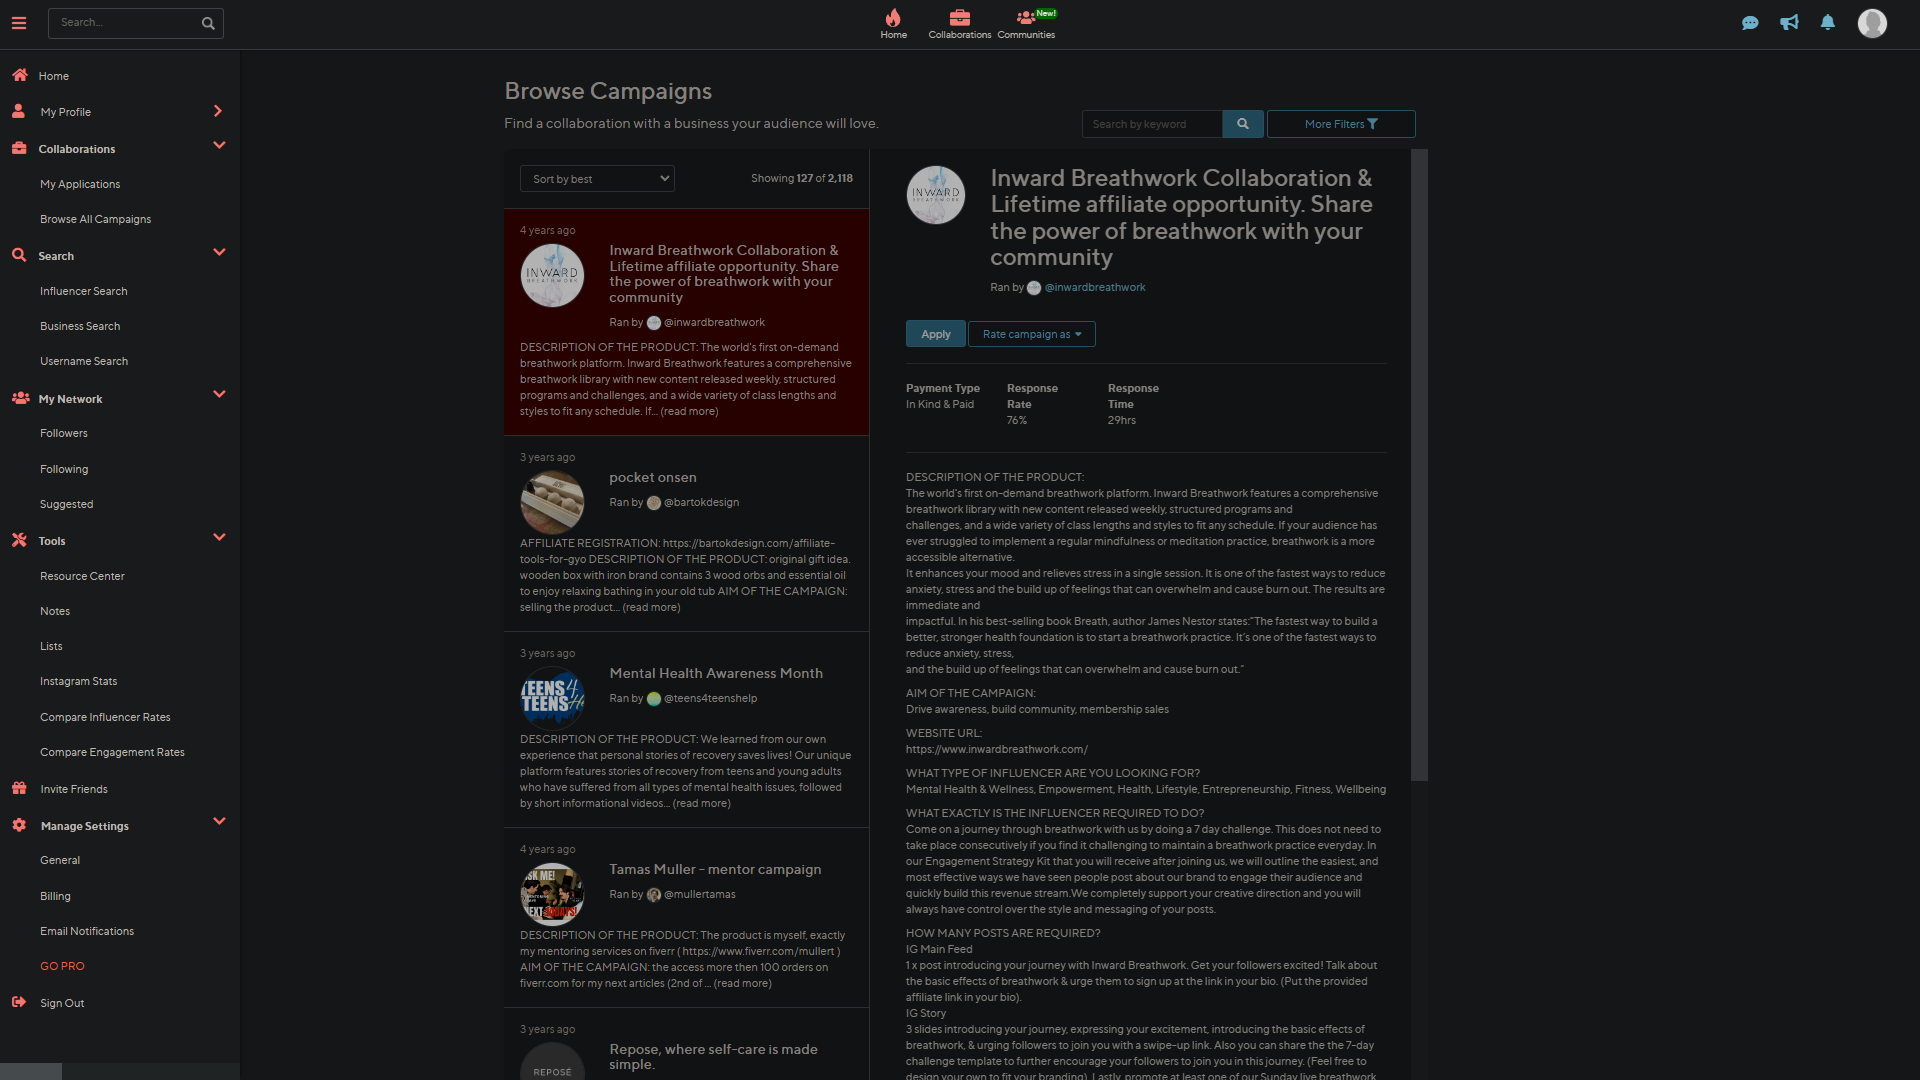 Search...
Home
Collaborations
Communities
New!
Home
My Profile
Collaborations
My Applications
Browse All Campaigns
Search
Influencer Search
Business Search
Username Search
My Network
Followers
Following
Suggested
Tools
Resource Center
Notes
Lists
Instagram Stats
Compare Influencer Rates
Compare Engagement Rates
Invite Friends
Manage Settings
General
Billing
Email Notifications
GO PRO
Sign Out
Browse Campaigns
Find a collaboration with a business your audience will love.
Search by keyword
More Filters
Sort by best
Showing 127 of 2,118
4 years ago
INWARD
BREATHWORK
Inward Breathwork Collaboration &
Lifetime affiliate opportunity. Share
the power of breathwork with your
community
Ran by @inwardbreathwork
DESCRIPTION OF THE PRODUCT: The world's first on-demand
breathwork platform. Inward Breathwork features a comprehensive
breathwork library with new content released weekly, structured
programs and challenges, and a wide variety of class lengths and
styles to fit any schedule. If... (read more)
3 years ago
pocket onsen
Ran by @bartokdesign
AFFILIATE REGISTRATION: https://bartokdesign.com/affiliate-
tools-for-gyo DESCRIPTION OF THE PRODUCT: original gift idea.
wooden box with iron brand contains 3 wood orbs and essential oil
to enjoy relaxing bathing in your old tub AIM OF THE CAMPAIGN:
selling the product... (read more)
3 years ago
TEENS4
TEENS
Mental Health Awareness Month
Ran by @teens4teenshelp
DESCRIPTION OF THE PRODUCT: We learned from our own
experience that personal stories of recovery saves lives! Our unique
platform features stories of recovery from teens and young adults
who have suffered from all types of mental health issues, followed
by short informational videos... (read more)
4 years ago
ASK ME!
NEXT DAYS!
Tamas Muller - mentor campaign
Ran by @mullertamas
DESCRIPTION OF THE PRODUCT: The product is myself, exactly
my mentoring services on fiverr ( https://www.fiverr.com/mullert )
AIM OF THE CAMPAIGN: the access more then 100 orders on
fiverr.com for my next articles (2nd of ... (read more)
3 years ago
REPOSÉ
Repose, where self-care is made
simple.
INWARD
BREATHWORK
Inward Breathwork Collaboration &
Lifetime affiliate opportunity. Share
the power of breathwork with your
community
Ran by @inwardbreathwork
Apply
Rate campaign as
Payment Type
In Kind & Paid
Response
Rate
76%
Response
Time
29hrs
DESCRIPTION OF THE PRODUCT:
The world's first on-demand breathwork platform. Inward Breathwork features a comprehensive
breathwork library with new content released weekly, structured programs and
challenges, and a wide variety of class lengths and styles to fit any schedule. If your audience has
ever struggled to implement a regular mindfulness or meditation practice, breathwork is a more
accessible alternative.
It enhances your mood and relieves stress in a single session. It is one of the fastest ways to reduce
anxiety, stress and the build up of feelings that can overwhelm and cause burn out. The results are
immediate and
impactful. In his best-selling book Breath, author James Nestor states:“The fastest way to build a
better, stronger health foundation is to start a breathwork practice. It’s one of the fastest ways to
reduce anxiety, stress,
and the build up of feelings that can overwhelm and cause burn out.”
AIM OF THE CAMPAIGN:
Drive awareness, build community, membership sales
WEBSITE URL:
https://www.inwardbreathwork.com/
WHAT TYPE OF INFLUENCER ARE YOU LOOKING FOR?
Mental Health & Wellness, Empowerment, Health, Lifestyle, Entrepreneurship, Fitness, Wellbeing
WHAT EXACTLY IS THE INFLUENCER REQUIRED TO DO?
Come on a journey through breathwork with us by doing a 7 day challenge. This does not need to
take place consecutively if you find it challenging to maintain a breathwork practice everyday. In
our Engagement Strategy Kit that you will receive after joining us, we will outline the easiest, and
most effective ways we have seen people post about our brand to engage their audience and
quickly build this revenue stream.We completely support your creative direction and you will
always have control over the style and messaging of your posts.
HOW MANY POSTS ARE REQUIRED?
IG Main Feed
1 x post introducing your journey with Inward Breathwork. Get your followers excited! Talk about
the basic effects of breathwork & urge them to sign up at the link in your bio. (Put the provided
affiliate link in your bio).
IG Story
3 slides introducing your journey, expressing your excitement, introducing the basic effects of
breathwork, & urging followers to join you with a swipe-up link. Also you can share the the 7-day
challenge template to further encourage your followers to join you in this journey. (Feel free to
design your own to fit your branding). Lastly, promote at least one of our Sunday live breathwork